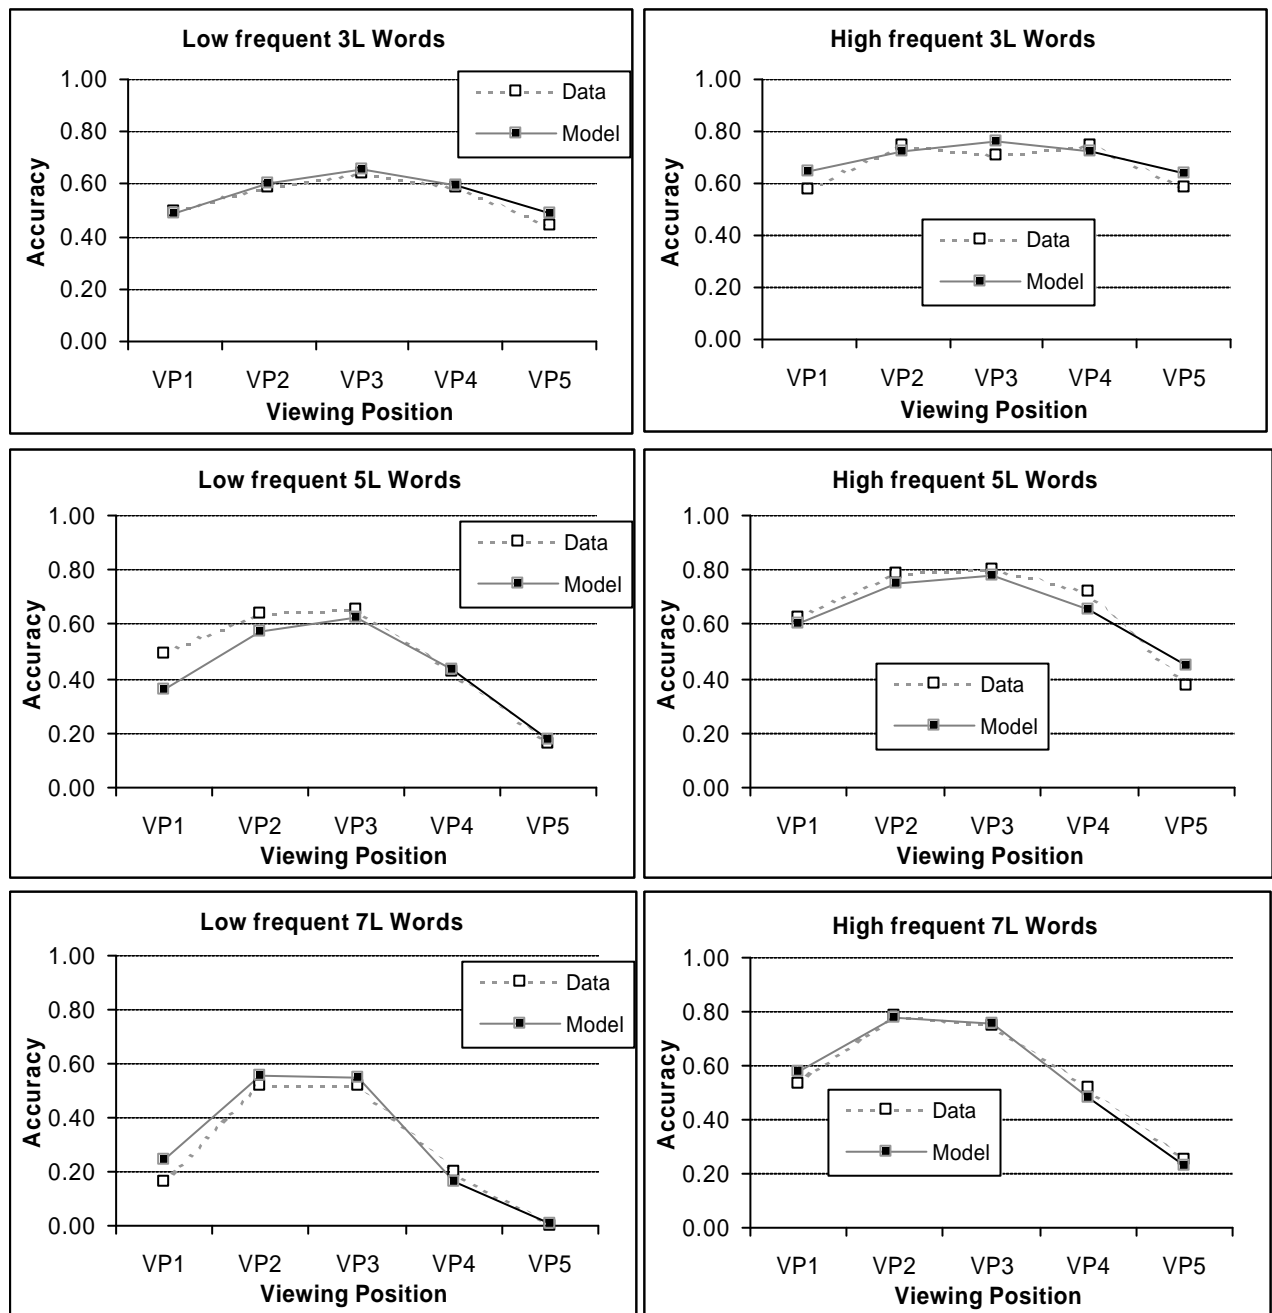 Low frequent 3L Words
1.00
0.80
0.60
0.40
0.20
0.00
Accuracy
Data
Model
VP1 VP2 VP3 VP4 VP5
Viewing Position
High frequent 3L Words
1.00
0.80
0.60
0.40
0.20
0.00
Accuracy
Data
Model
VP1 VP2 VP3 VP4 VP5
Viewing Position
Low frequent 5L Words
1.00
0.80
0.60
0.40
0.20
0.00
Accuracy
Data
Model
VP1 VP2 VP3 VP4 VP5
Viewing Position
High frequent 5L Words
1.00
0.80
0.60
0.40
0.20
0.00
Accuracy
Data
Model
VP1 VP2 VP3 VP4 VP5
Viewing Position
Low frequent 7L Words
1.00
0.80
0.60
0.40
0.20
0.00
Accuracy
Data
Model
VP1 VP2 VP3 VP4 VP5
Viewing Position
High frequent 7L Words
1.00
0.80
0.60
0.40
0.20
0.00
Accuracy
Data
Model
VP1 VP2 VP3 VP4 VP5
Viewing Position